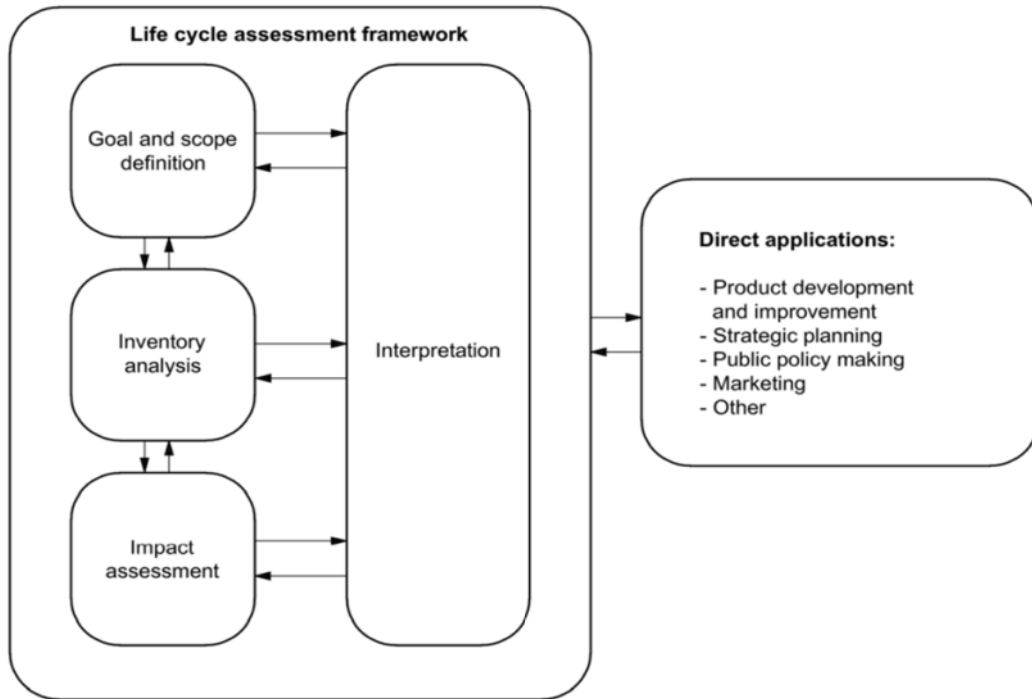 Life cycle assessment framework
Goal and scope
definition
Inventory
analysis
Impact
assessment
Interpretation
Direct applications:
- Product development
and improvement
- Strategic planning
- Public policy making
- Marketing
- Other